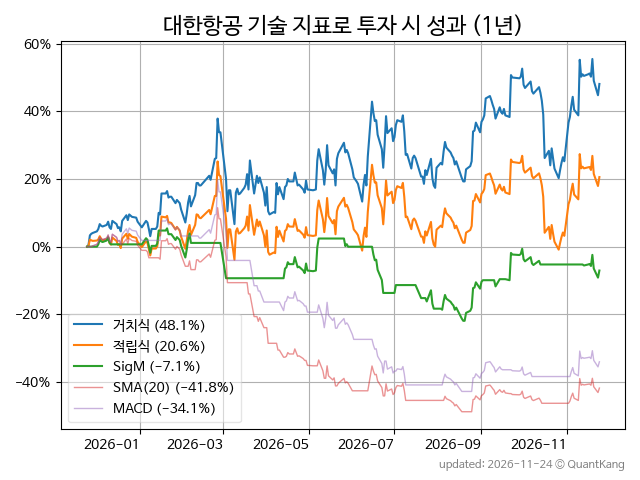 대한항공 기술 지표로 투자 시 성과 (1년)
60%
40%
20%
0%
−20%
−40%
거치식 (48.1%)
적립식 (20.6%)
SigM (−7.1%)
SMA(20) (−41.8%)
MACD (−34.1%)
2026-01 2026-03 2026-05 2026-07 2026-09 2026-11
updated: 2026-11-24 © QuantKang